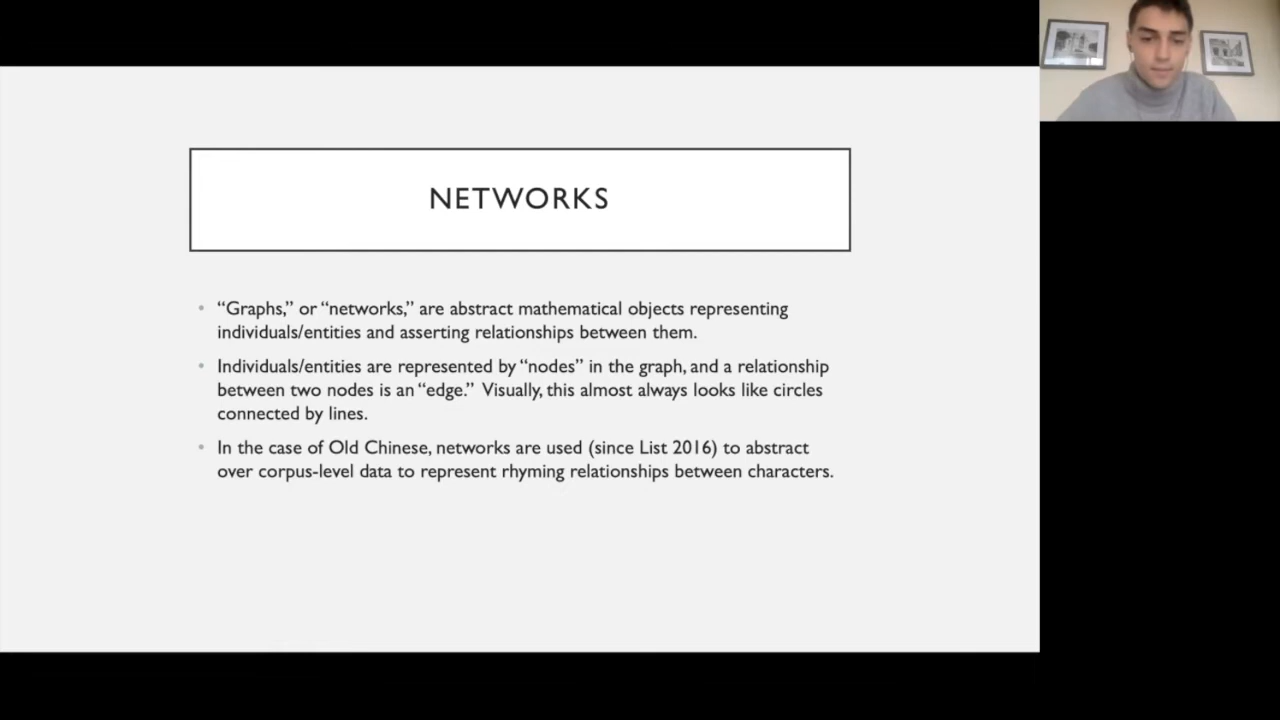 NETWORKS
“Graphs,” or “networks,” are abstract mathematical objects representing
individuals/entities and asserting relationships between them.
Individuals/entities are represented by “nodes” in the graph, and a relationship
between two nodes is an “edge.” Visually, this almost always looks like circles
connected by lines.
In the case of Old Chinese, networks are used (since List 2016) to abstract
over corpus-level data to represent rhyming relationships between characters.